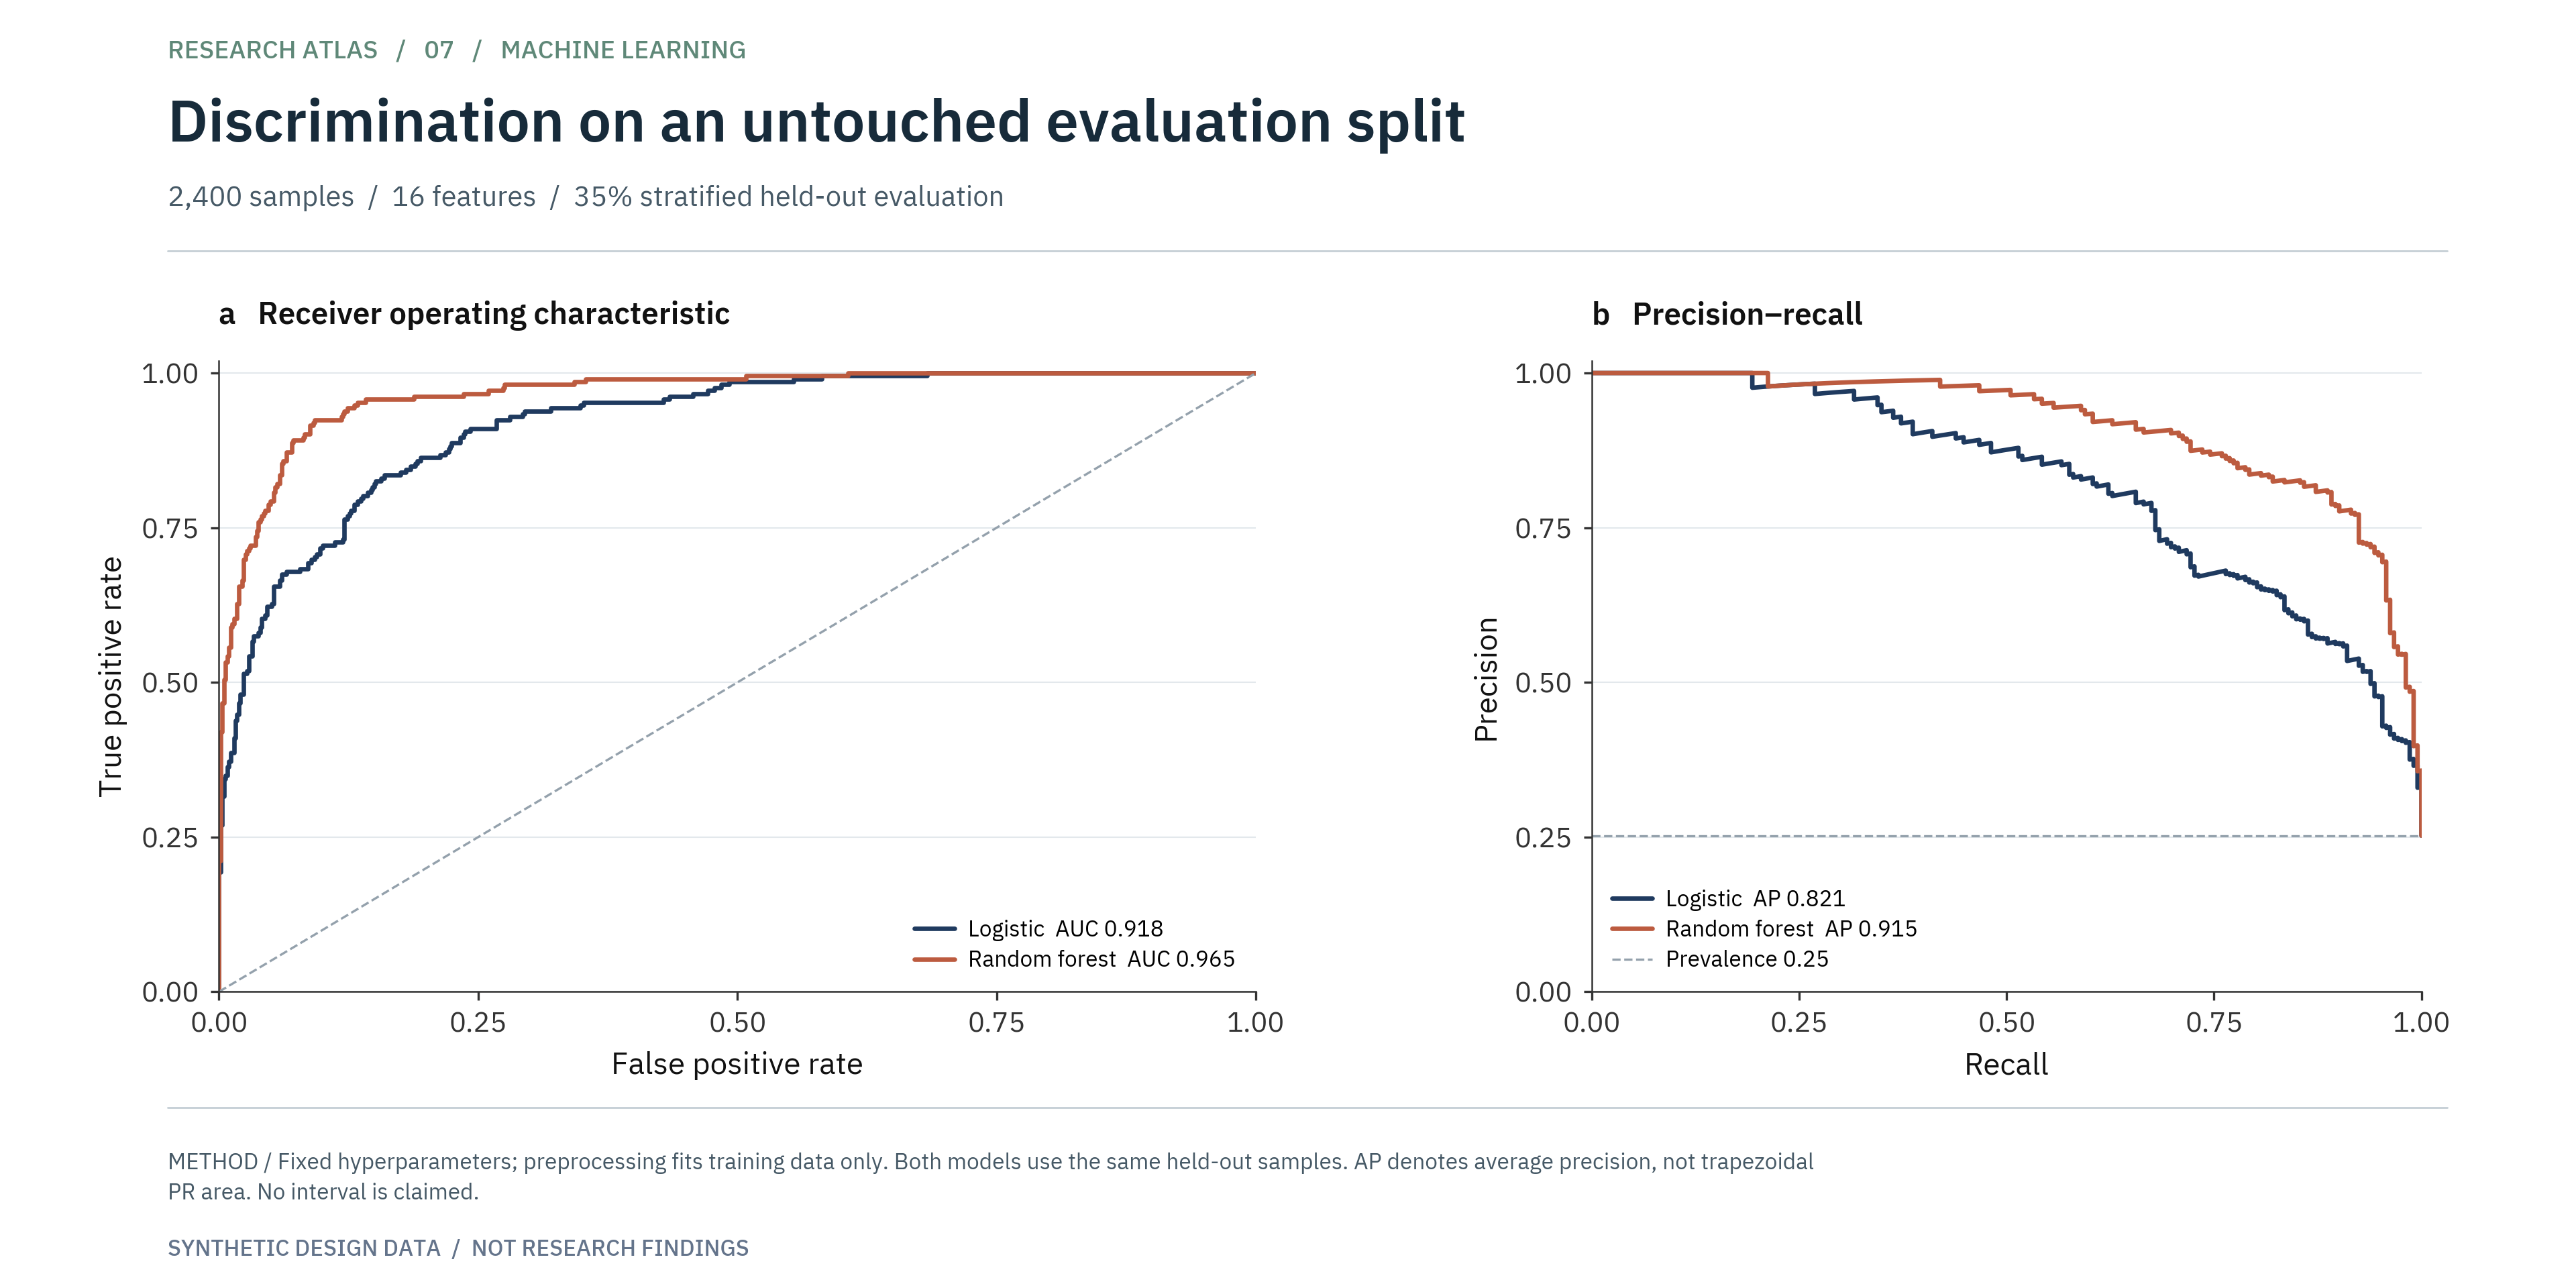 RESEARCH ATLAS / 07 / MACHINE LEARNING
Discrimination on an untouched evaluation split
2,400 samples / 16 features / 35% stratified held-out evaluation
a Receiver operating characteristic
1.00
0.75
0.50
0.25
0.00
True positive rate
0.00 0.25 0.50 0.75 1.00
False positive rate
Logistic AUC 0.918
Random forest AUC 0.965
b Precision–recall
1.00
0.75
0.50
0.25
0.00
Precision
0.00 0.25 0.50 0.75 1.00
Recall
Logistic AP 0.821
Random forest AP 0.915
Prevalence 0.25
METHOD / Fixed hyperparameters; preprocessing fits training data only. Both models use the same held-out samples. AP denotes average precision, not trapezoidal
PR area. No interval is claimed.
SYNTHETIC DESIGN DATA / NOT RESEARCH FINDINGS